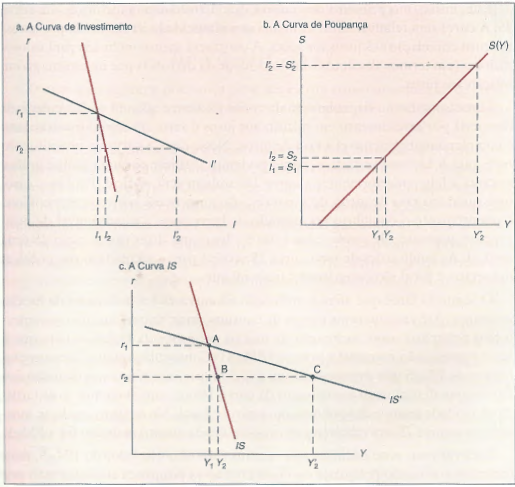 a. A Curva de Investimento
r
r₁
r₂
I'
I
I₁ I₂ I'₂
I
b. A Curva de Poupança
S
S(Y)
I'₂ = S'₂
I₂ = S₂
I₁ = S₁
Y₁ Y₂ Y'₂
Y
c. A Curva IS
r
r₁
A
r₂
B
C
IS'
IS
Y₁ Y₂ Y'₂
Y